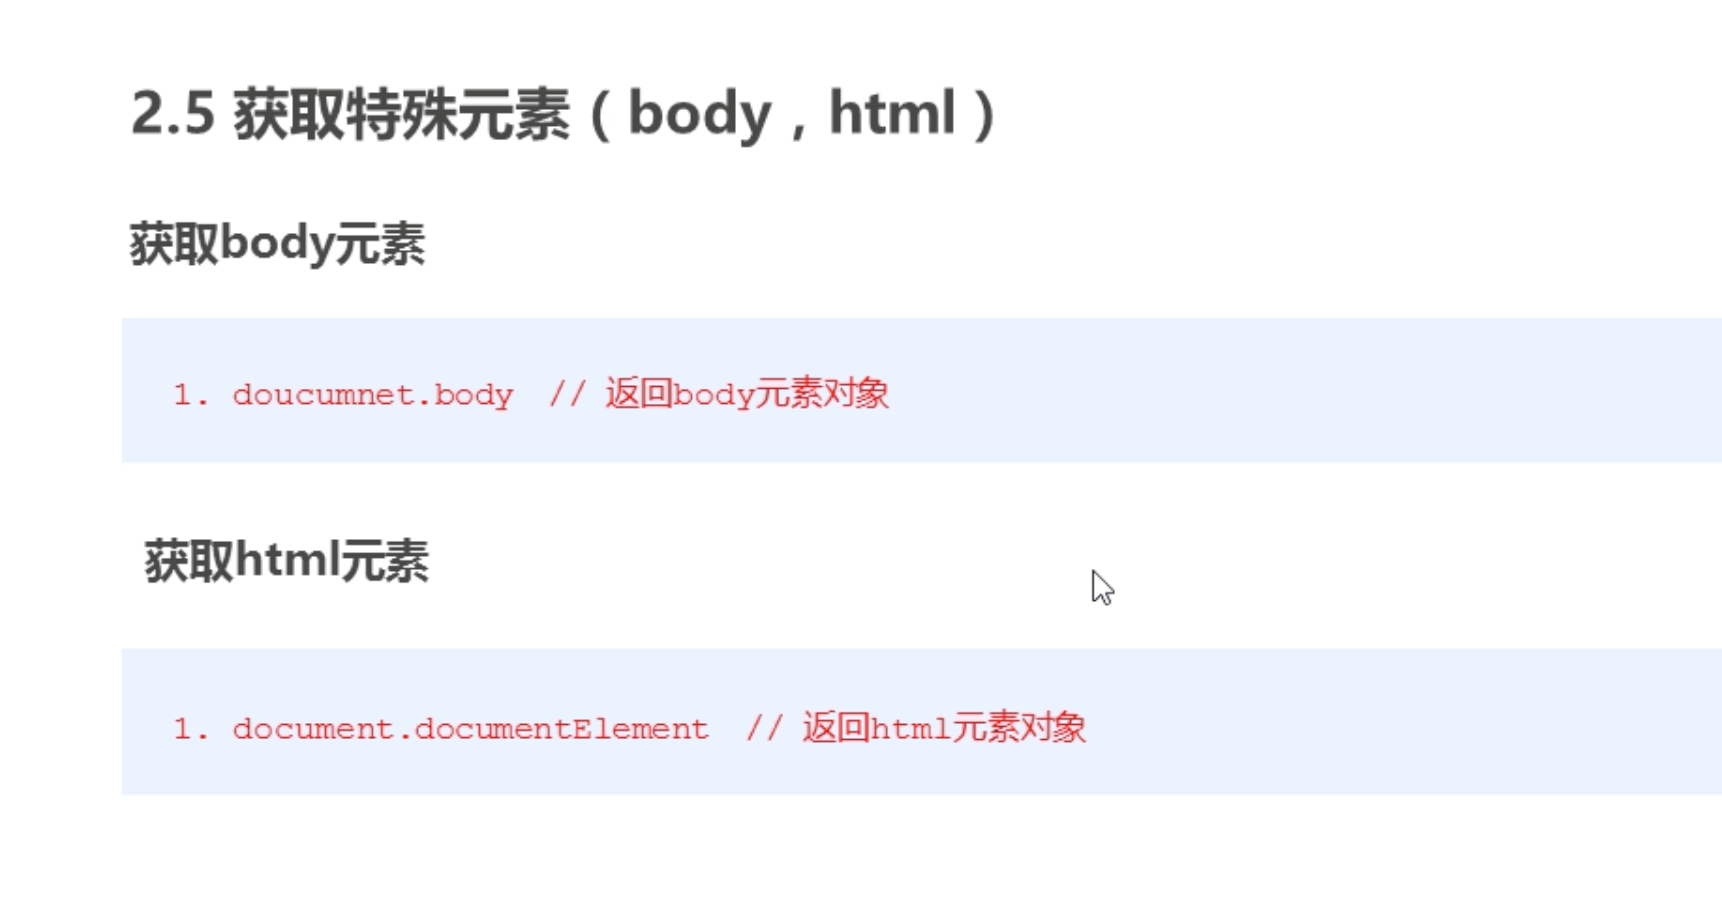 2.5 获取特殊元素（body，html）
获取body元素
1. doucumnet.body // 返回body元素对象
获取html元素
1. document.documentElement // 返回html元素对象